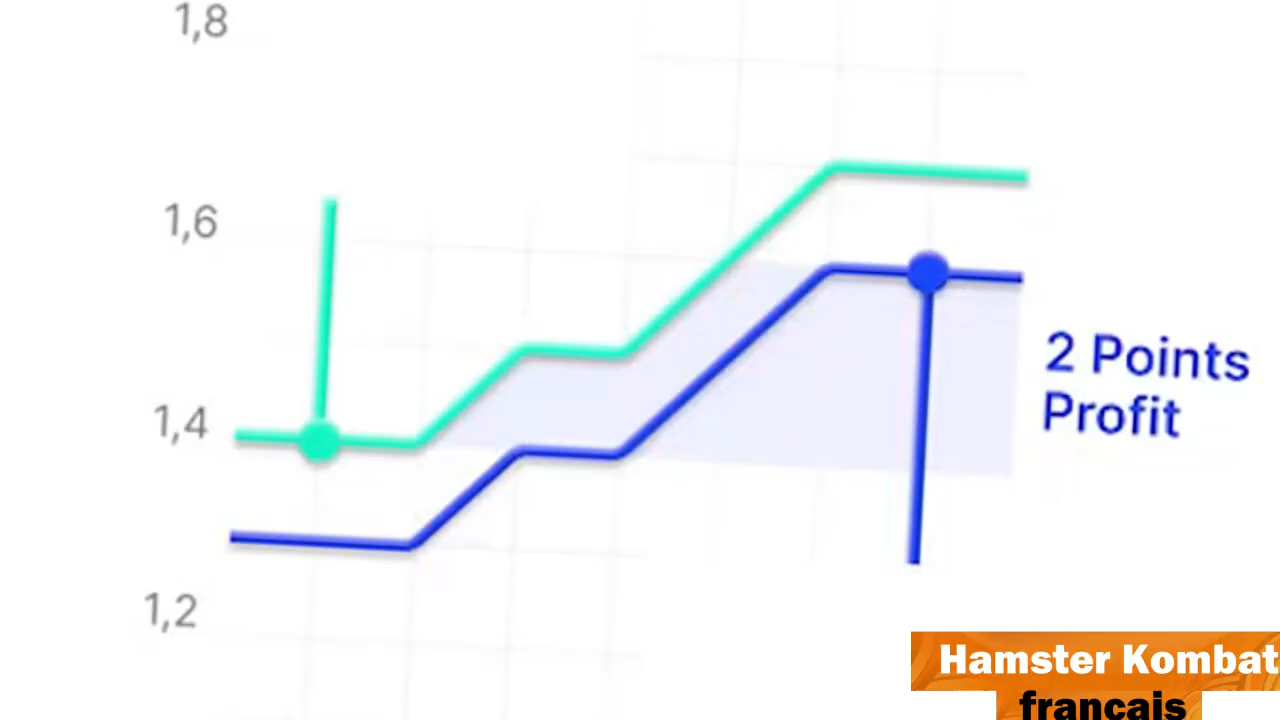 1,8
1,6
1,4
1,2
2 Points
Profit
Hamster Kombat
francais